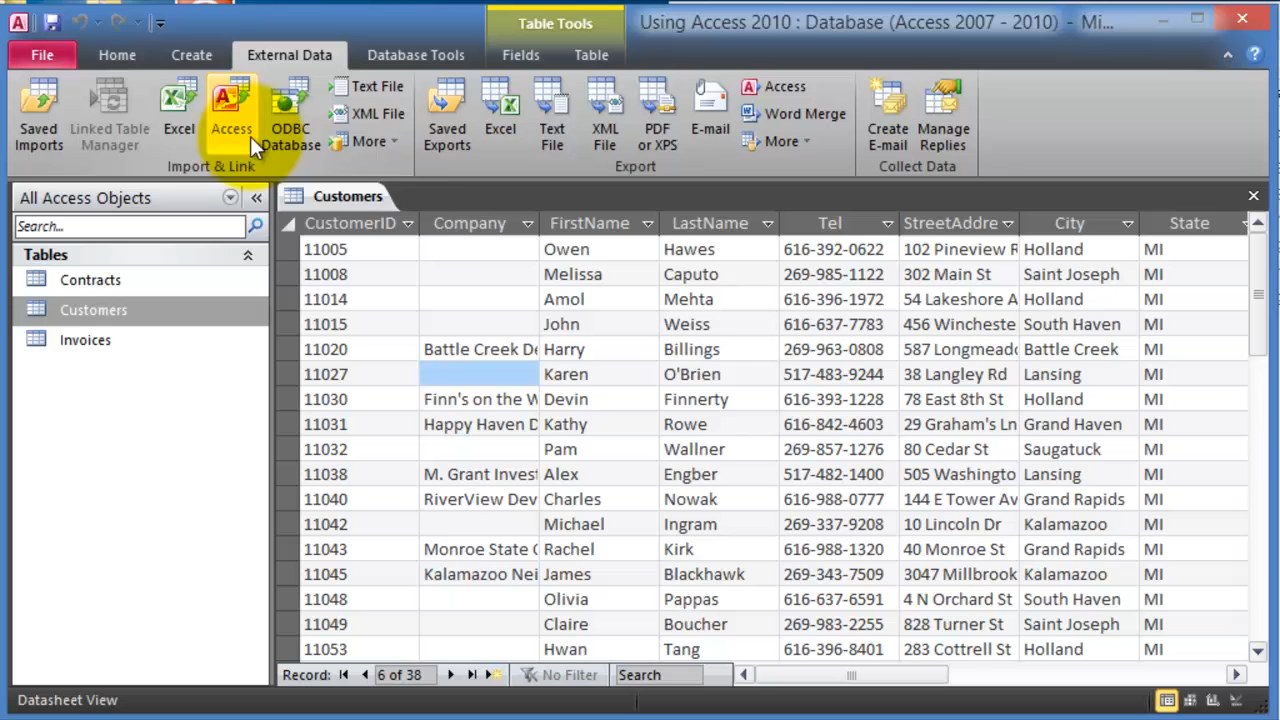 Table Tools
Using Access 2010 : Database (Access 2007 - 2010) - Mi...
File Home Create External Data Database Tools Fields Table
Saved Imports
Linked Table Manager
Excel
Access
ODBC Database
Text File
XML File
More
Import & Link
Saved Exports
Excel
Text File
XML File
PDF or XPS
E-mail
Access
Word Merge
More
Export
Create E-mail
Manage Replies
Collect Data
All Access Objects
Search...
Tables
Contracts
Customers
Invoices
Customers
CustomerID Company FirstName LastName Tel StreetAddre City State
11005 Owen Hawes 616-392-0622 102 Pineview R Holland MI
11008 Melissa Caputo 269-985-1122 302 Main St Saint Joseph MI
11014 Amol Mehta 616-396-1972 54 Lakeshore A Holland MI
11015 John Weiss 616-637-7783 456 Wincheste South Haven MI
11020 Battle Creek De Harry Billings 269-963-0808 587 Longmead Battle Creek MI
11027 Karen O'Brien 517-483-9244 38 Langley Rd Lansing MI
11030 Finn's on the W Devin Finnerty 616-393-1228 78 East 8th St Holland MI
11031 Happy Haven D Kathy Rowe 616-842-4603 29 Graham's Ln Grand Haven MI
11032 Pam Wallner 269-857-1276 80 Cedar St Saugatuck MI
11038 M. Grant Invest Alex Engber 517-482-1400 505 Washingto Lansing MI
11040 RiverView Dev Charles Nowak 616-988-0777 144 E Tower Av Grand Rapids MI
11042 Michael Ingram 269-337-9208 10 Lincoln Dr Kalamazoo MI
11043 Monroe State C Rachel Kirk 616-988-1320 40 Monroe St Grand Rapids MI
11045 Kalamazoo Nei James Blackhawk 269-343-7509 3047 Millbrook Kalamazoo MI
11048 Olivia Pappas 616-637-6591 4 N Orchard St South Haven MI
11049 Claire Boucher 269-983-2255 828 Turner St Saint Joseph MI
11053 Hwan Tang 616-396-8401 283 Cottrell St Holland MI
Record: 6 of 38 No Filter Search
Datasheet View